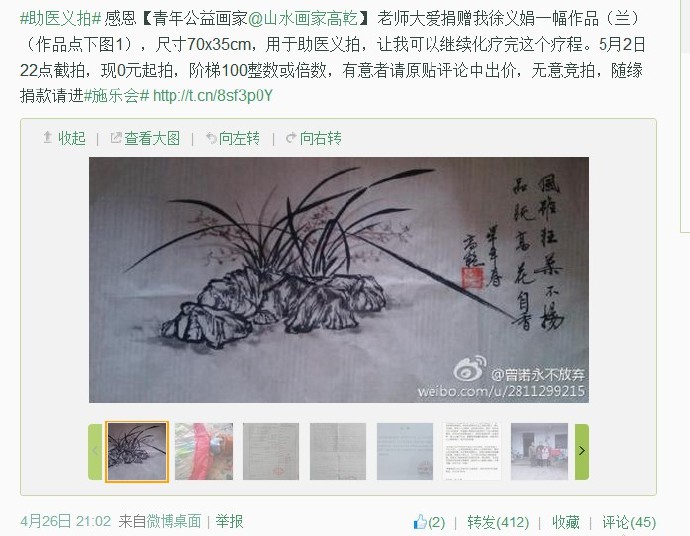 #助医义拍# 感恩【青年公益画家@山水画家高乾】老师大爱捐赠我徐义娟一幅作品（兰）
（作品点下图1），尺寸70x35cm，用于助医义拍，让我可以继续化疗完这个疗程。5月2日
22点截拍，现0元起拍，阶梯100整数或倍数，有意者请原贴评论中出价，无意竞拍，随缘
捐款请进#施乐会# http://t.cn/8sf3p0Y
收起 | 查看大图 | 向左转 | 向右转
風雖狂葉不揚
品純高花自香
羊年春
高乾
@曾诺永不放弃
weibo.com/u/2811299215
4月26日 21:02 来自微博桌面 | 举报
(2) | 转发(412) | 收藏 | 评论(45)